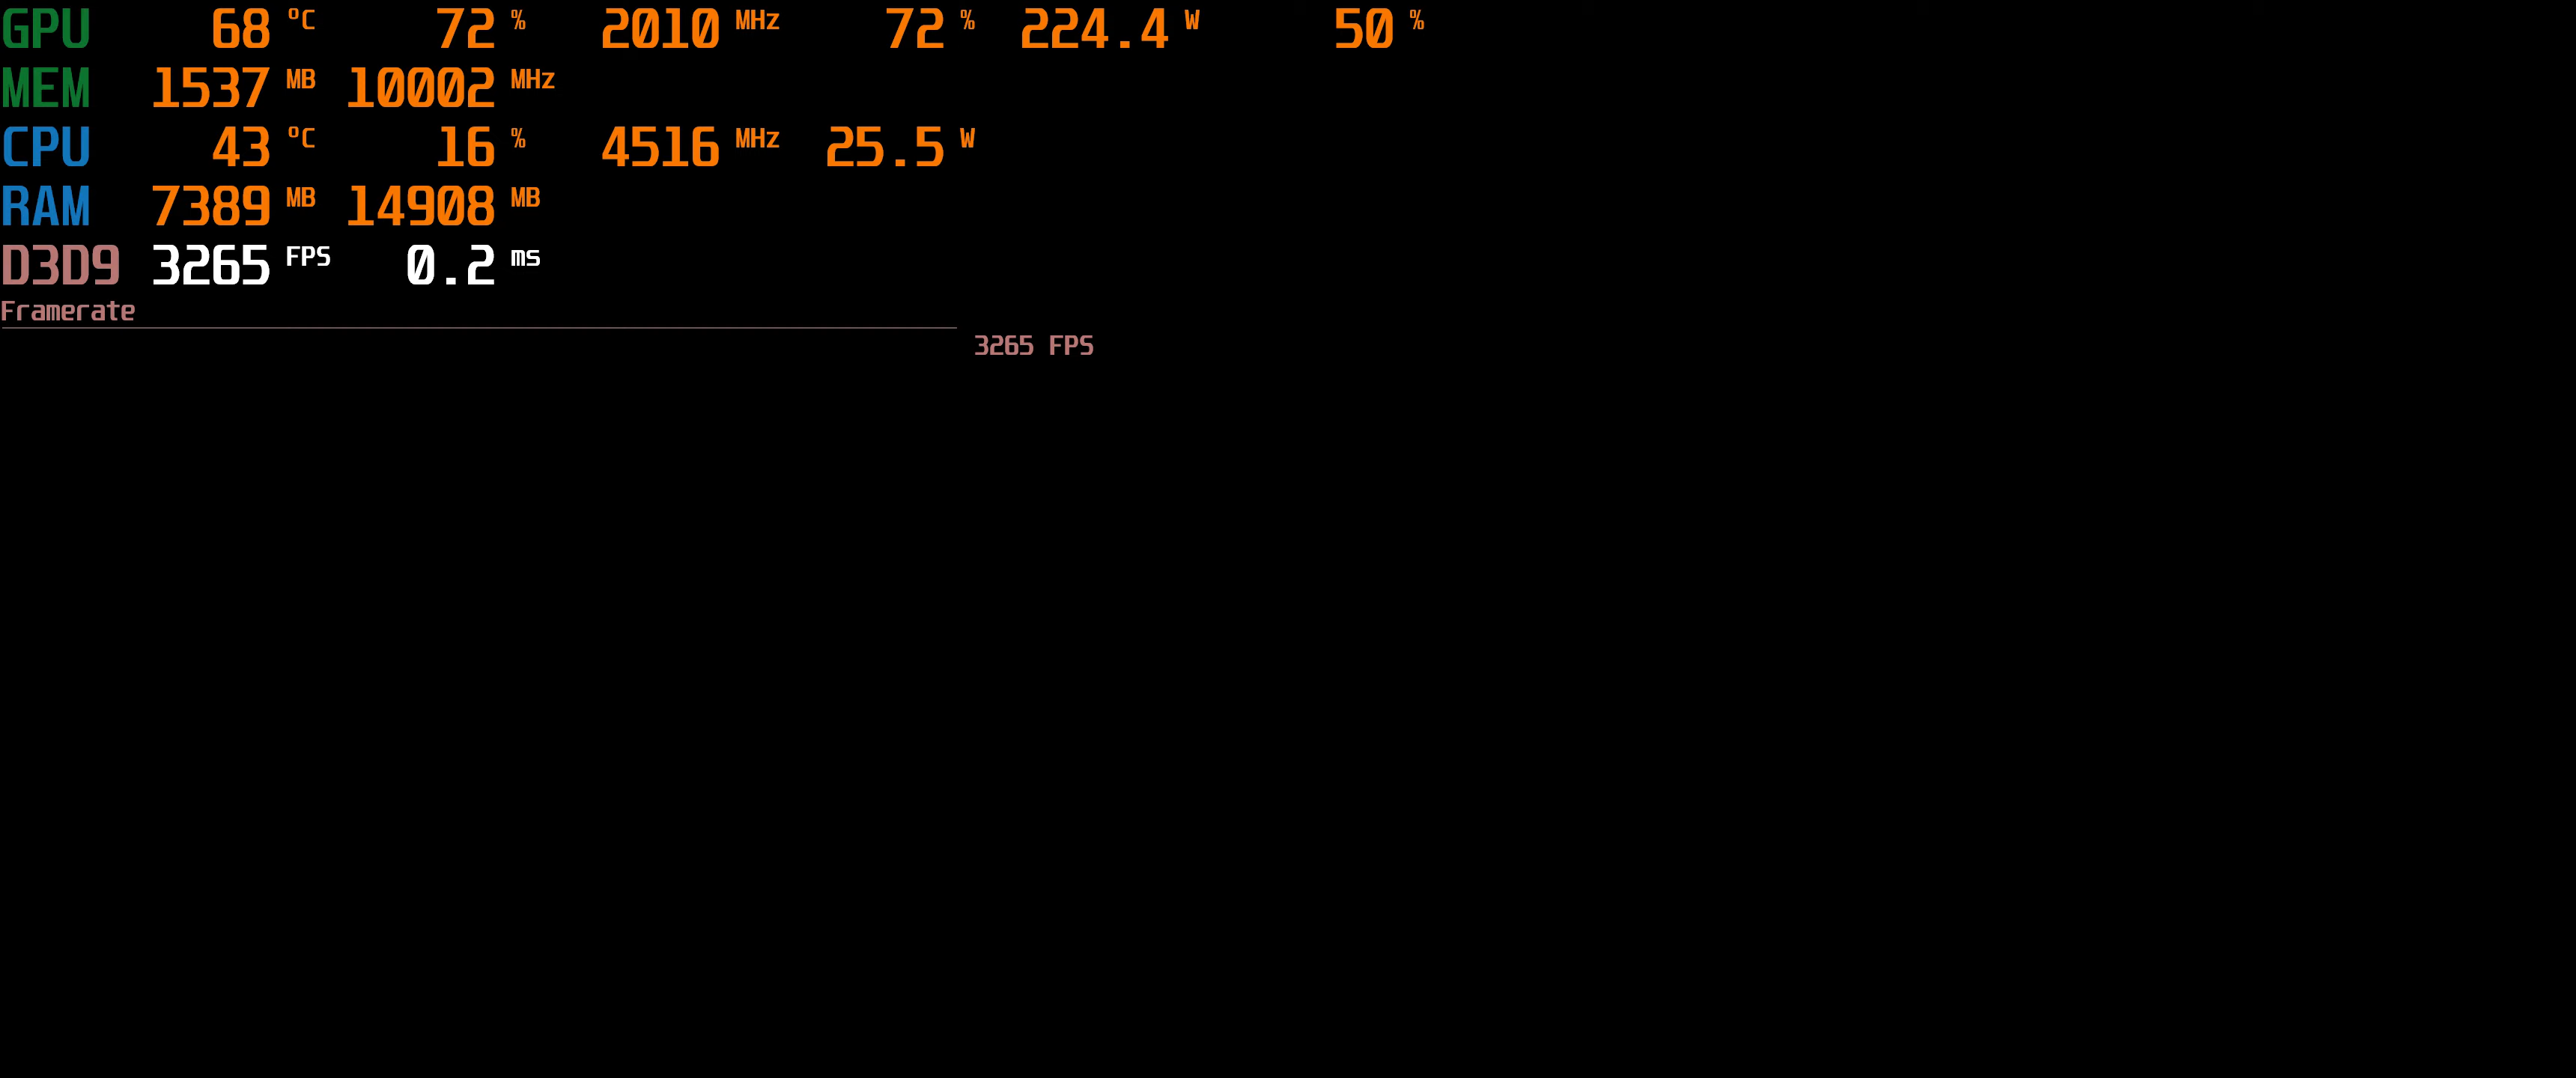 GPU 68 °C 72 % 2010 MHz 72 % 224.4 W 50 %
MEM 1537 MB 10002 MHz
CPU 43 °C 16 % 4516 MHz 25.5 W
RAM 7389 MB 14908 MB
D3D9 3265 FPS 0.2 ms
Framerate
3265 FPS